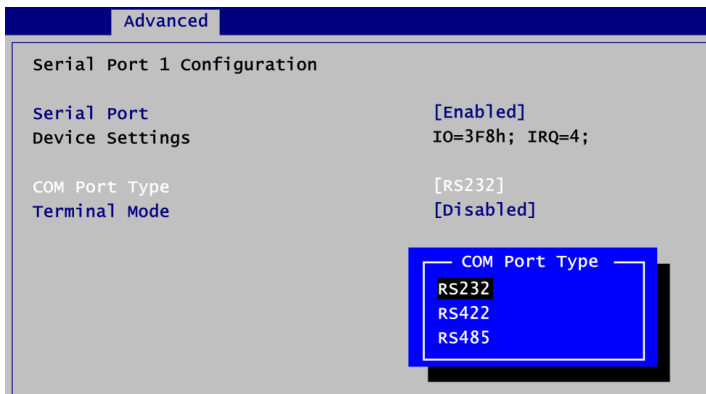 Advanced
Serial Port 1 Configuration
Serial Port [Enabled]
Device Settings IO=3F8h; IRQ=4;
COM Port Type [RS232]
Terminal Mode [Disabled]
COM Port Type
RS232
RS422
RS485